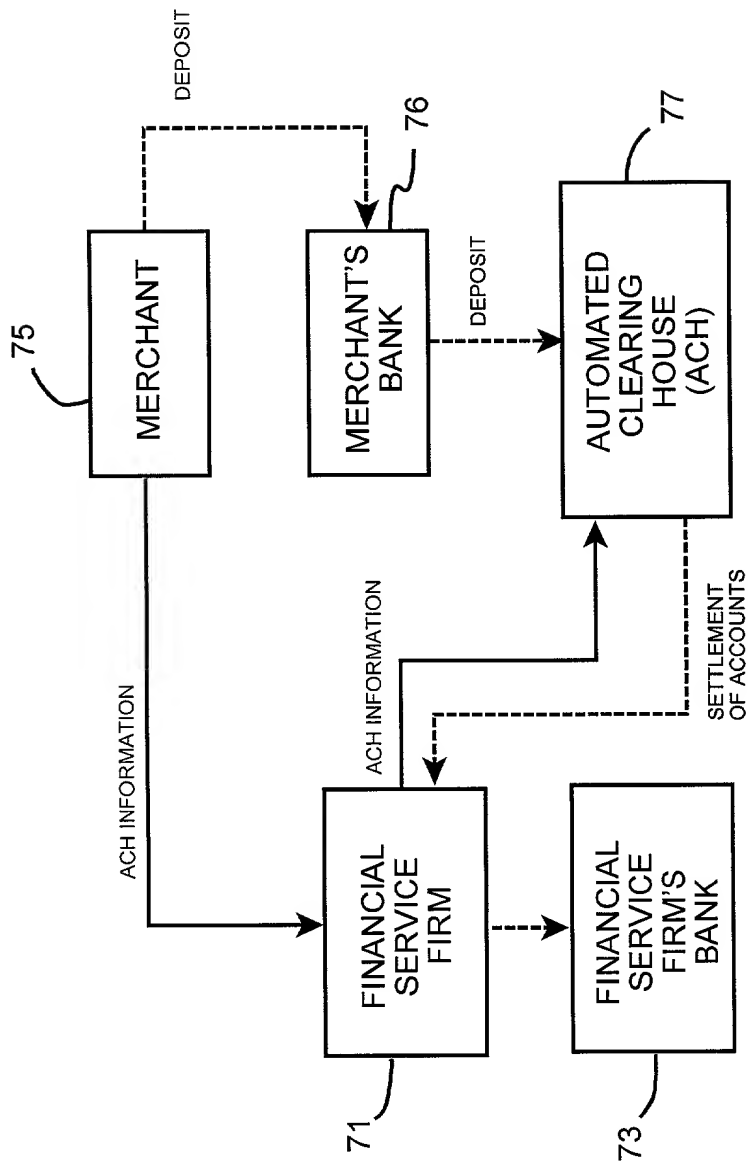 75
MERCHANT
DEPOSIT
ACH INFORMATION
MERCHANT'S
BANK
76
DEPOSIT
FINANCIAL
SERVICE
FIRM
71
ACH INFORMATION
AUTOMATED
CLEARING
HOUSE
(ACH)
77
SETTLEMENT
OF ACCOUNTS
FINANCIAL
SERVICE
FIRM'S
BANK
73